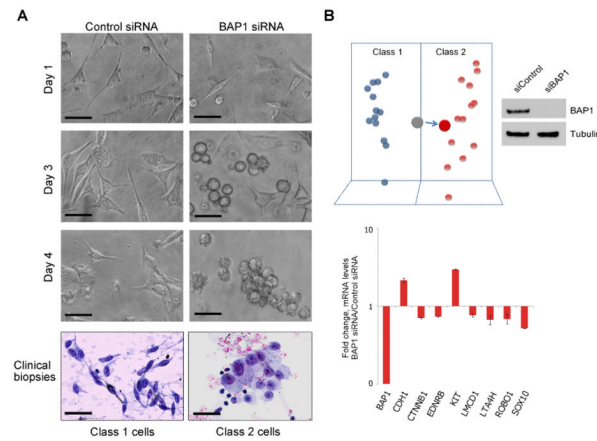 A
Control siRNA
BAP1 siRNA
Day 1
Day 3
Day 4
Clinical
biopsies
Class 1 cells
Class 2 cells
B
Class 1
Class 2
siControl
siBAP1
BAP1
Tubulin
Fold change, mRNA levels
BAP1 siRNA/Control siRNA
10
1
0
BAP1
CDH1
CTNNB1
EDNRB
KIT
LMCD1
LTA4H
ROBO1
SOX10